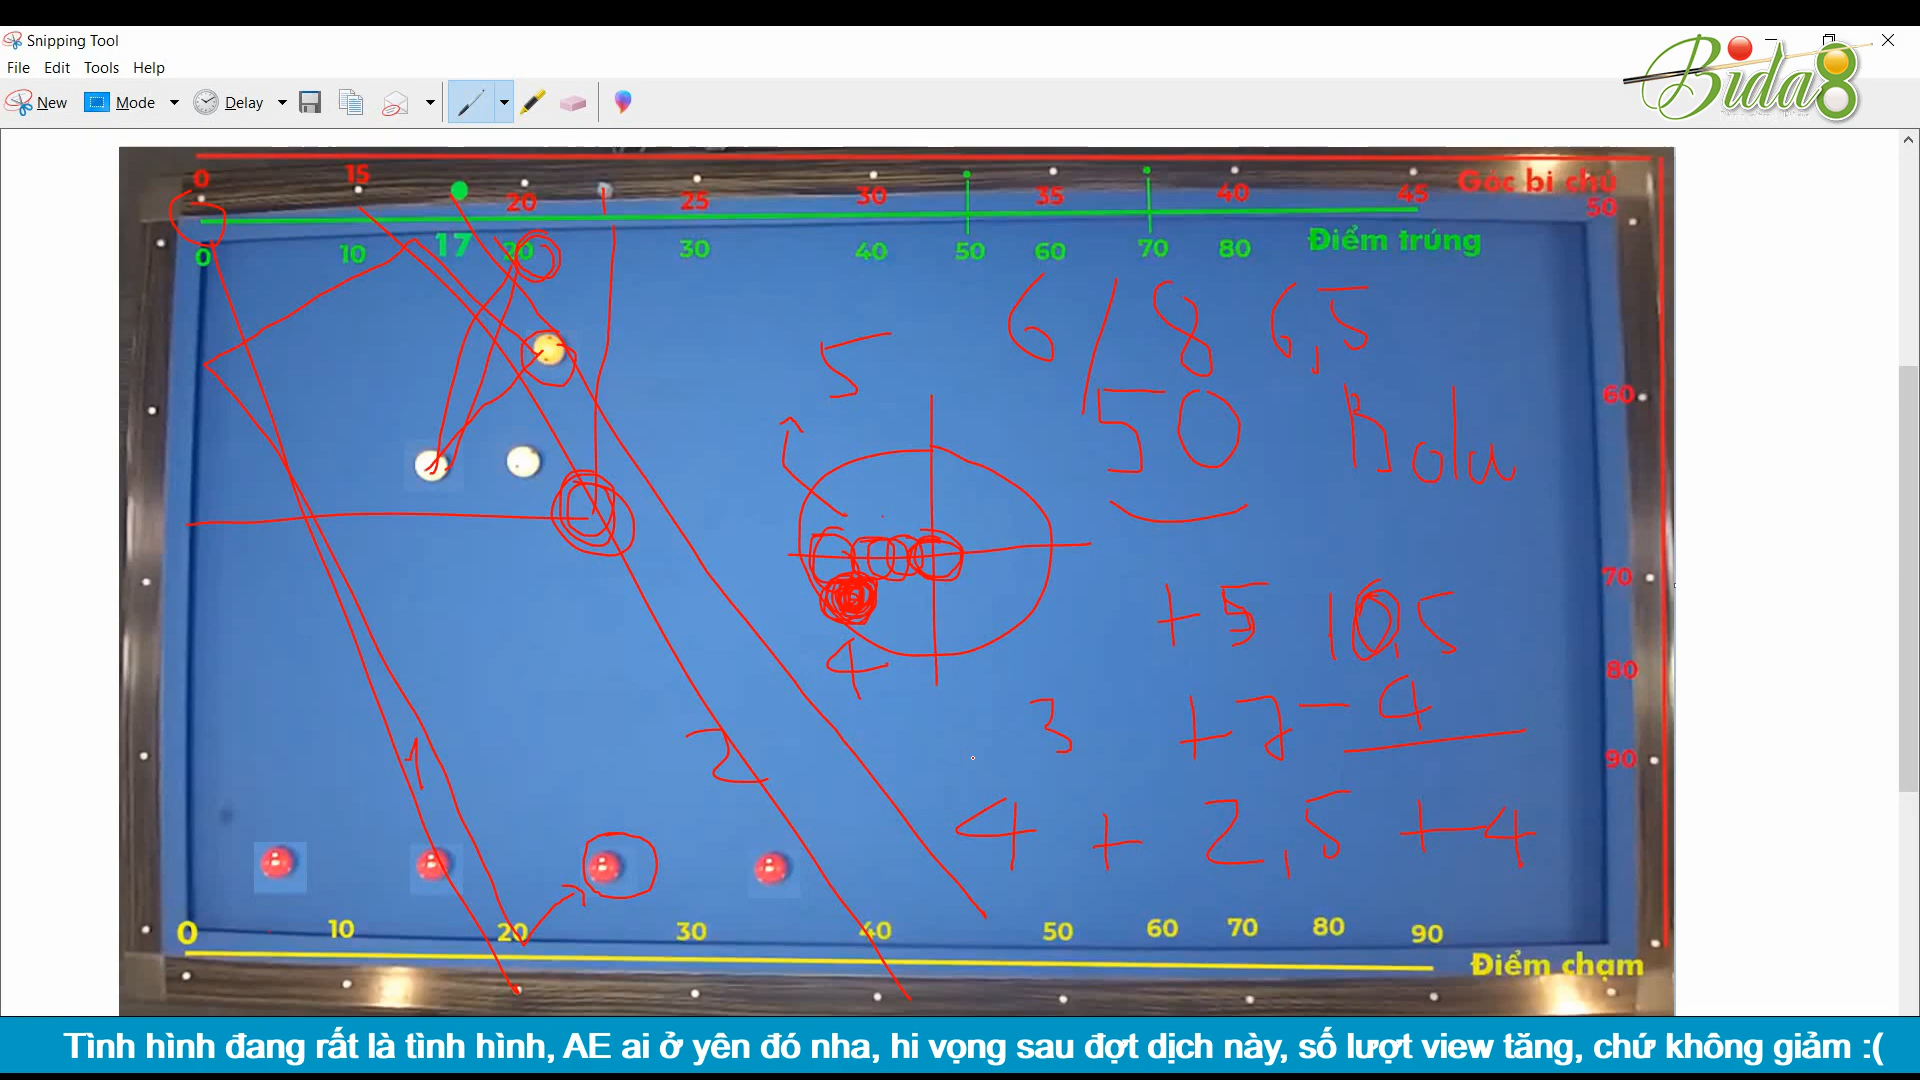 Snipping Tool
File Edit Tools Help
New Mode Delay
Bida8
0 15 20 25 30 35 40 45 Góc bi chủ
50
0 10 17 20 30 40 50 60 70 80 Điểm trúng
6/8 6,5
5
60
50
70
+5 10,5
4
80
3 +7 - 4
90
1 2
4 + 2,5 + 4
0 10 20 30 40 50 60 70 80 90
Điểm chạm
Tình hình đang rất là tình hình, AE ai ở yên đó nha, hi vọng sau đợt dịch này, số lượt view tăng, chứ không giảm :(